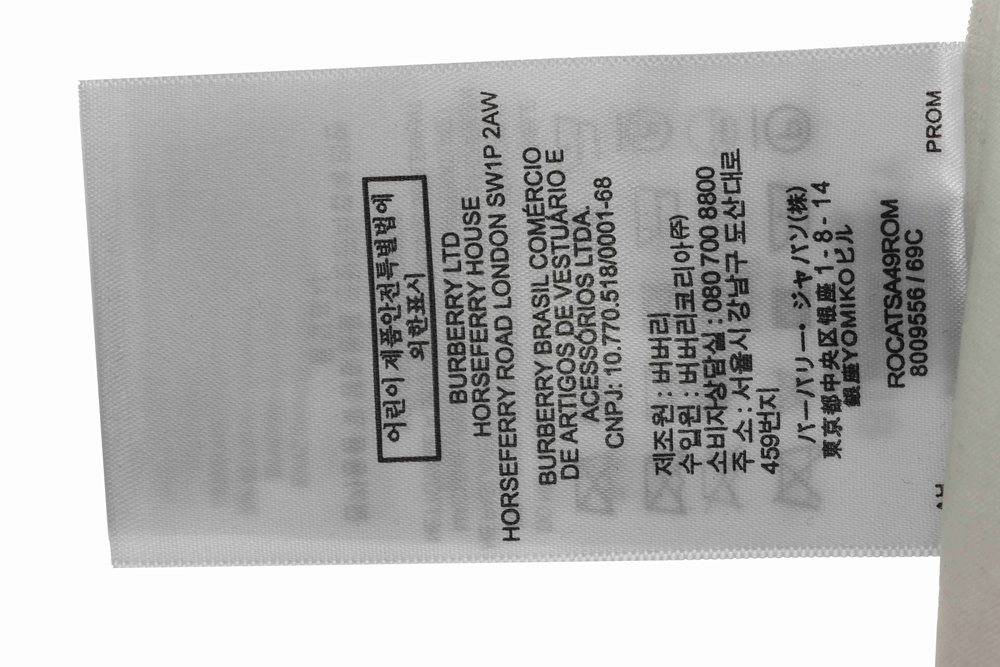 어린이 제품안전특별법에
의한표시
BURBERRY LTD
HORSEFERRY HOUSE
HORSEFERRY ROAD LONDON SW1P 2AW
BURBERRY BRASIL COMÉRCIO
DE ARTIGOS DE VESTUÁRIO E
ACESSÓRIOS LTDA.
CNPJ: 10.770.518/0001-68
제조원 : 버버리
수입원 : 버버리코리아(주)
소비자상담실 : 080 700 8800
주 소 : 서울시 강남구 도산대로
459번지
バーバリー・ジャパン(株)
東京都中央区銀座 1 - 8 - 14
銀座YOMIKOビル
ROCATSA49ROM
8009556 / 69C
PROM